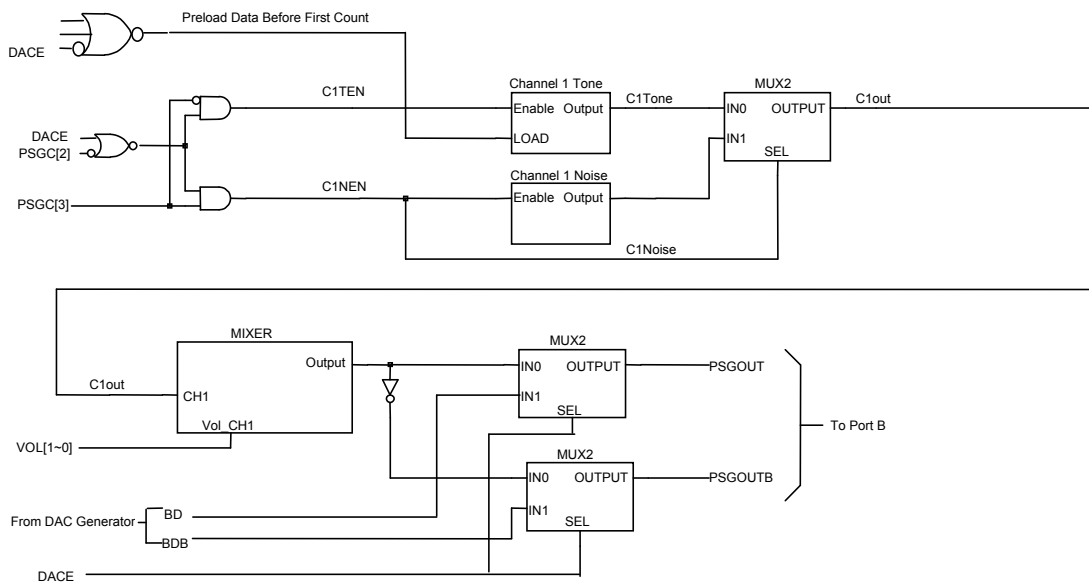 Preload Data Before First Count
DACE
C1TEN
Channel 1 Tone
Enable Output
LOAD
C1Tone
MUX2
IN0 OUTPUT
IN1
SEL
C1out
DACE
PSGC[2]
PSGC[3]
C1NEN
Channel 1 Noise
Enable Output
C1Noise
MIXER
Output
CH1
Vol_CH1
C1out
VOL[1~0]
MUX2
IN0 OUTPUT
IN1
SEL
PSGOUT
MUX2
IN0 OUTPUT
IN1
SEL
PSGOUTB
To Port B
From DAC Generator
BD
BDB
DACE